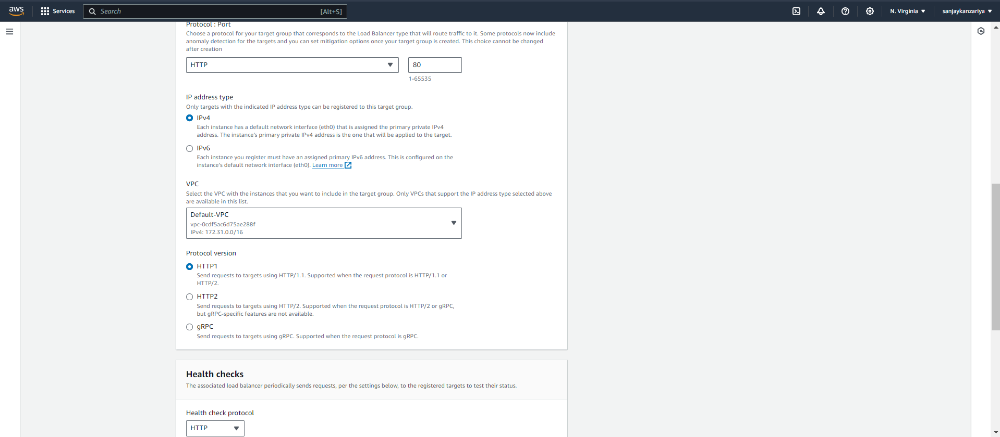 aws
Services
Search
[Alt+S]
N. Virginia
sanjaykanzariya
Protocol : Port
Choose a protocol for your target group that corresponds to the Load Balancer type that will route traffic to it. Some protocols now include
anomaly detection for the targets and you can set mitigation options once your target group is created. This choice cannot be changed
after creation
HTTP
80
1-65535
IP address type
Only targets with the indicated IP address type can be registered to this target group.
IPv4
Each instance has a default network interface (eth0) that is assigned the primary private IPv4
address. The instance's primary private IPv4 address is the one that will be applied to the target.
IPv6
Each instance you register must have an assigned primary IPv6 address. This is configured on the
instance's default network interface (eth0). Learn more
VPC
Select the VPC with the instances that you want to include in the target group. Only VPCs that support the IP address type selected above
are available in this list.
Default-VPC
vpc-0cdf5ac6d75ae288f
IPv4: 172.31.0.0/16
Protocol version
HTTP1
Send requests to targets using HTTP/1.1. Supported when the request protocol is HTTP/1.1 or
HTTP/2.
HTTP2
Send requests to targets using HTTP/2. Supported when the request protocol is HTTP/2 or gRPC,
but gRPC-specific features are not available.
gRPC
Send requests to targets using gRPC. Supported when the request protocol is gRPC.
Health checks
The associated load balancer periodically sends requests, per the settings below, to the registered targets to test their status.
Health check protocol
HTTP